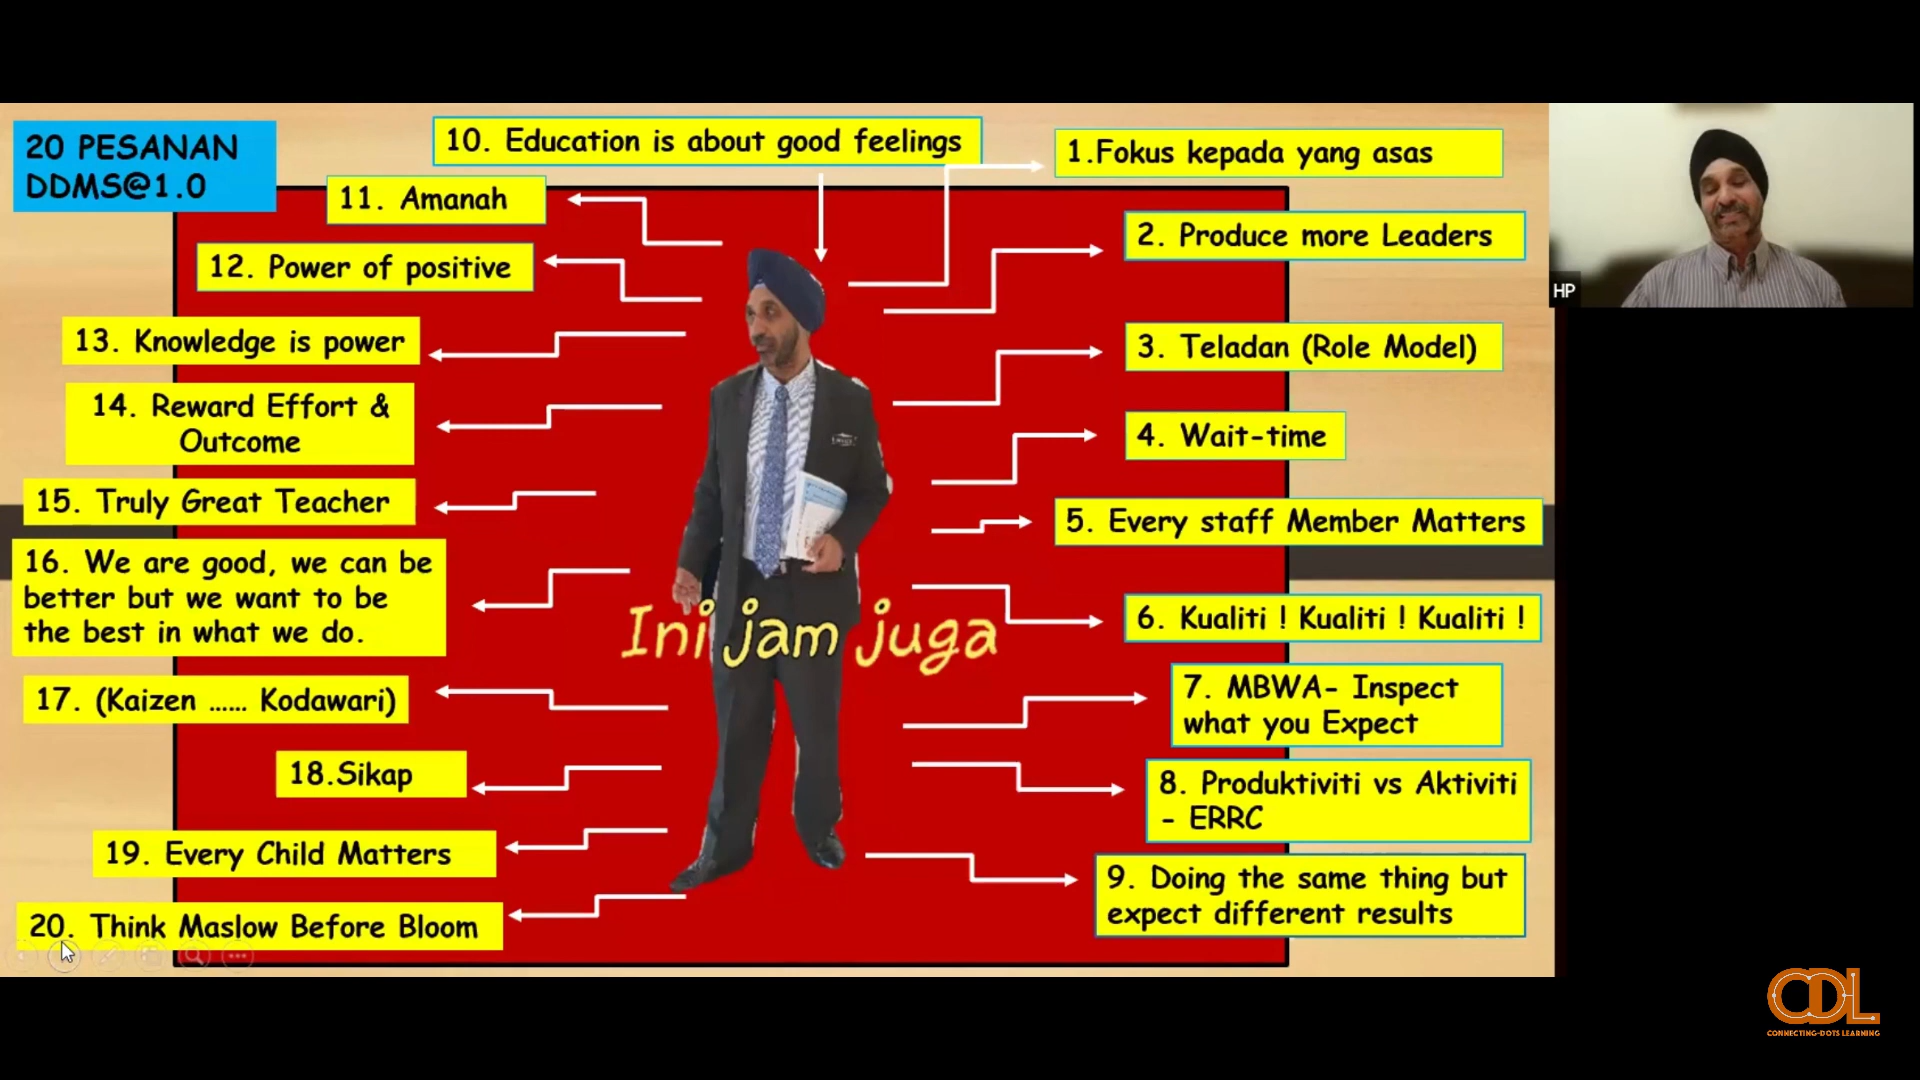 20 PESANAN
DDMS@1.0
10. Education is about good feelings
1.Fokus kepada yang asas
11. Amanah
2. Produce more Leaders
12. Power of positive
3. Teladan (Role Model)
13. Knowledge is power
4. Wait-time
14. Reward Effort &
Outcome
5. Every staff Member Matters
15. Truly Great Teacher
6. Kualiti ! Kualiti ! Kualiti !
16. We are good, we can be
better but we want to be
the best in what we do.
7. MBWA- Inspect
what you Expect
17. (Kaizen ...... Kodawari)
8. Produktiviti vs Aktiviti
- ERRC
18.Sikap
9. Doing the same thing but
expect different results
19. Every Child Matters
20. Think Maslow Before Bloom
Ini jam juga
HP
CDL
CONNECTING-DOTS LEARNING